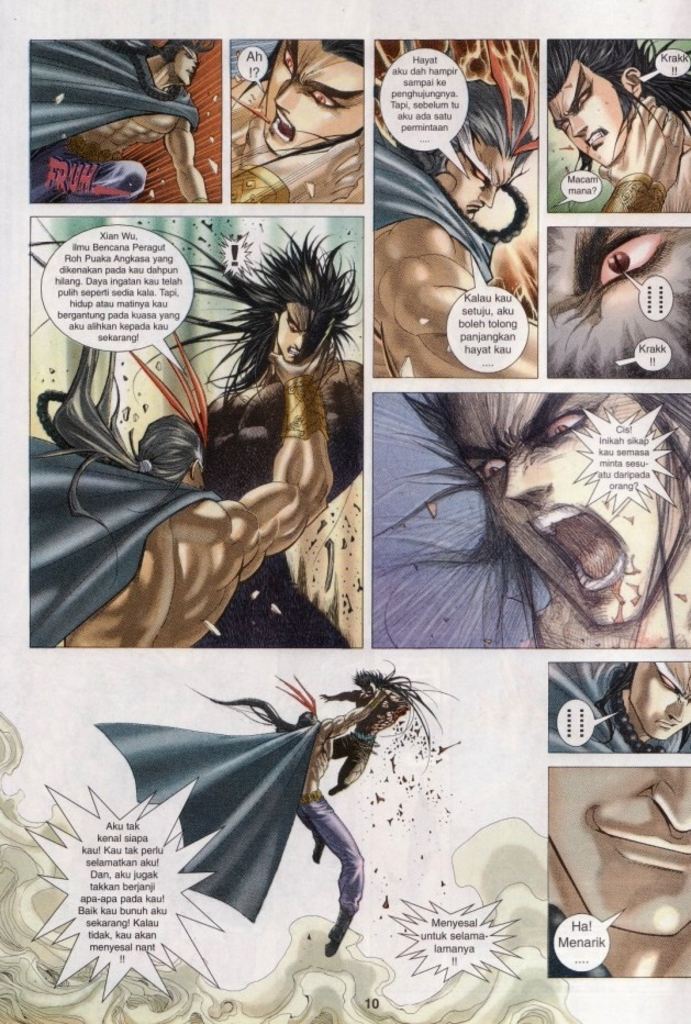 FRUH
Ah
!?
Hayat
aku dah hampir
sampai ke
penghujungnya.
Tapi, sebelum tu
aku ada satu
permintaan
....
Kalau kau
setuju, aku
boleh tolong
panjangkan
hayat kau
....
Krakk
!!
Macam
mana?
Krakk
!!
Xian Wu,
Ilmu Bencana Peragut
Roh Puaka Angkasa yang
dikenakan pada kau dahpun
hilang. Daya ingatan kau telah
pulih seperti sedia kala. Tapi,
hidup atau matinya kau
bergantung pada kuasa yang
aku alihkan kepada kau
sekarang!
!
Cis!
Inikah sikap
kau semasa
minta sesu-
atu daripada
orang?
Aku tak
kenal siapa
kau! Kau tak perlu
selamatkan aku!
Dan, aku jugak
takkan berjanji
apa-apa pada kau!
Baik kau bunuh aku
sekarang! Kalau
tidak, kau akan
menyesal nant
!!
Menyesal
untuk selama-
lamanya
!!
Ha!
Menarik
....
10